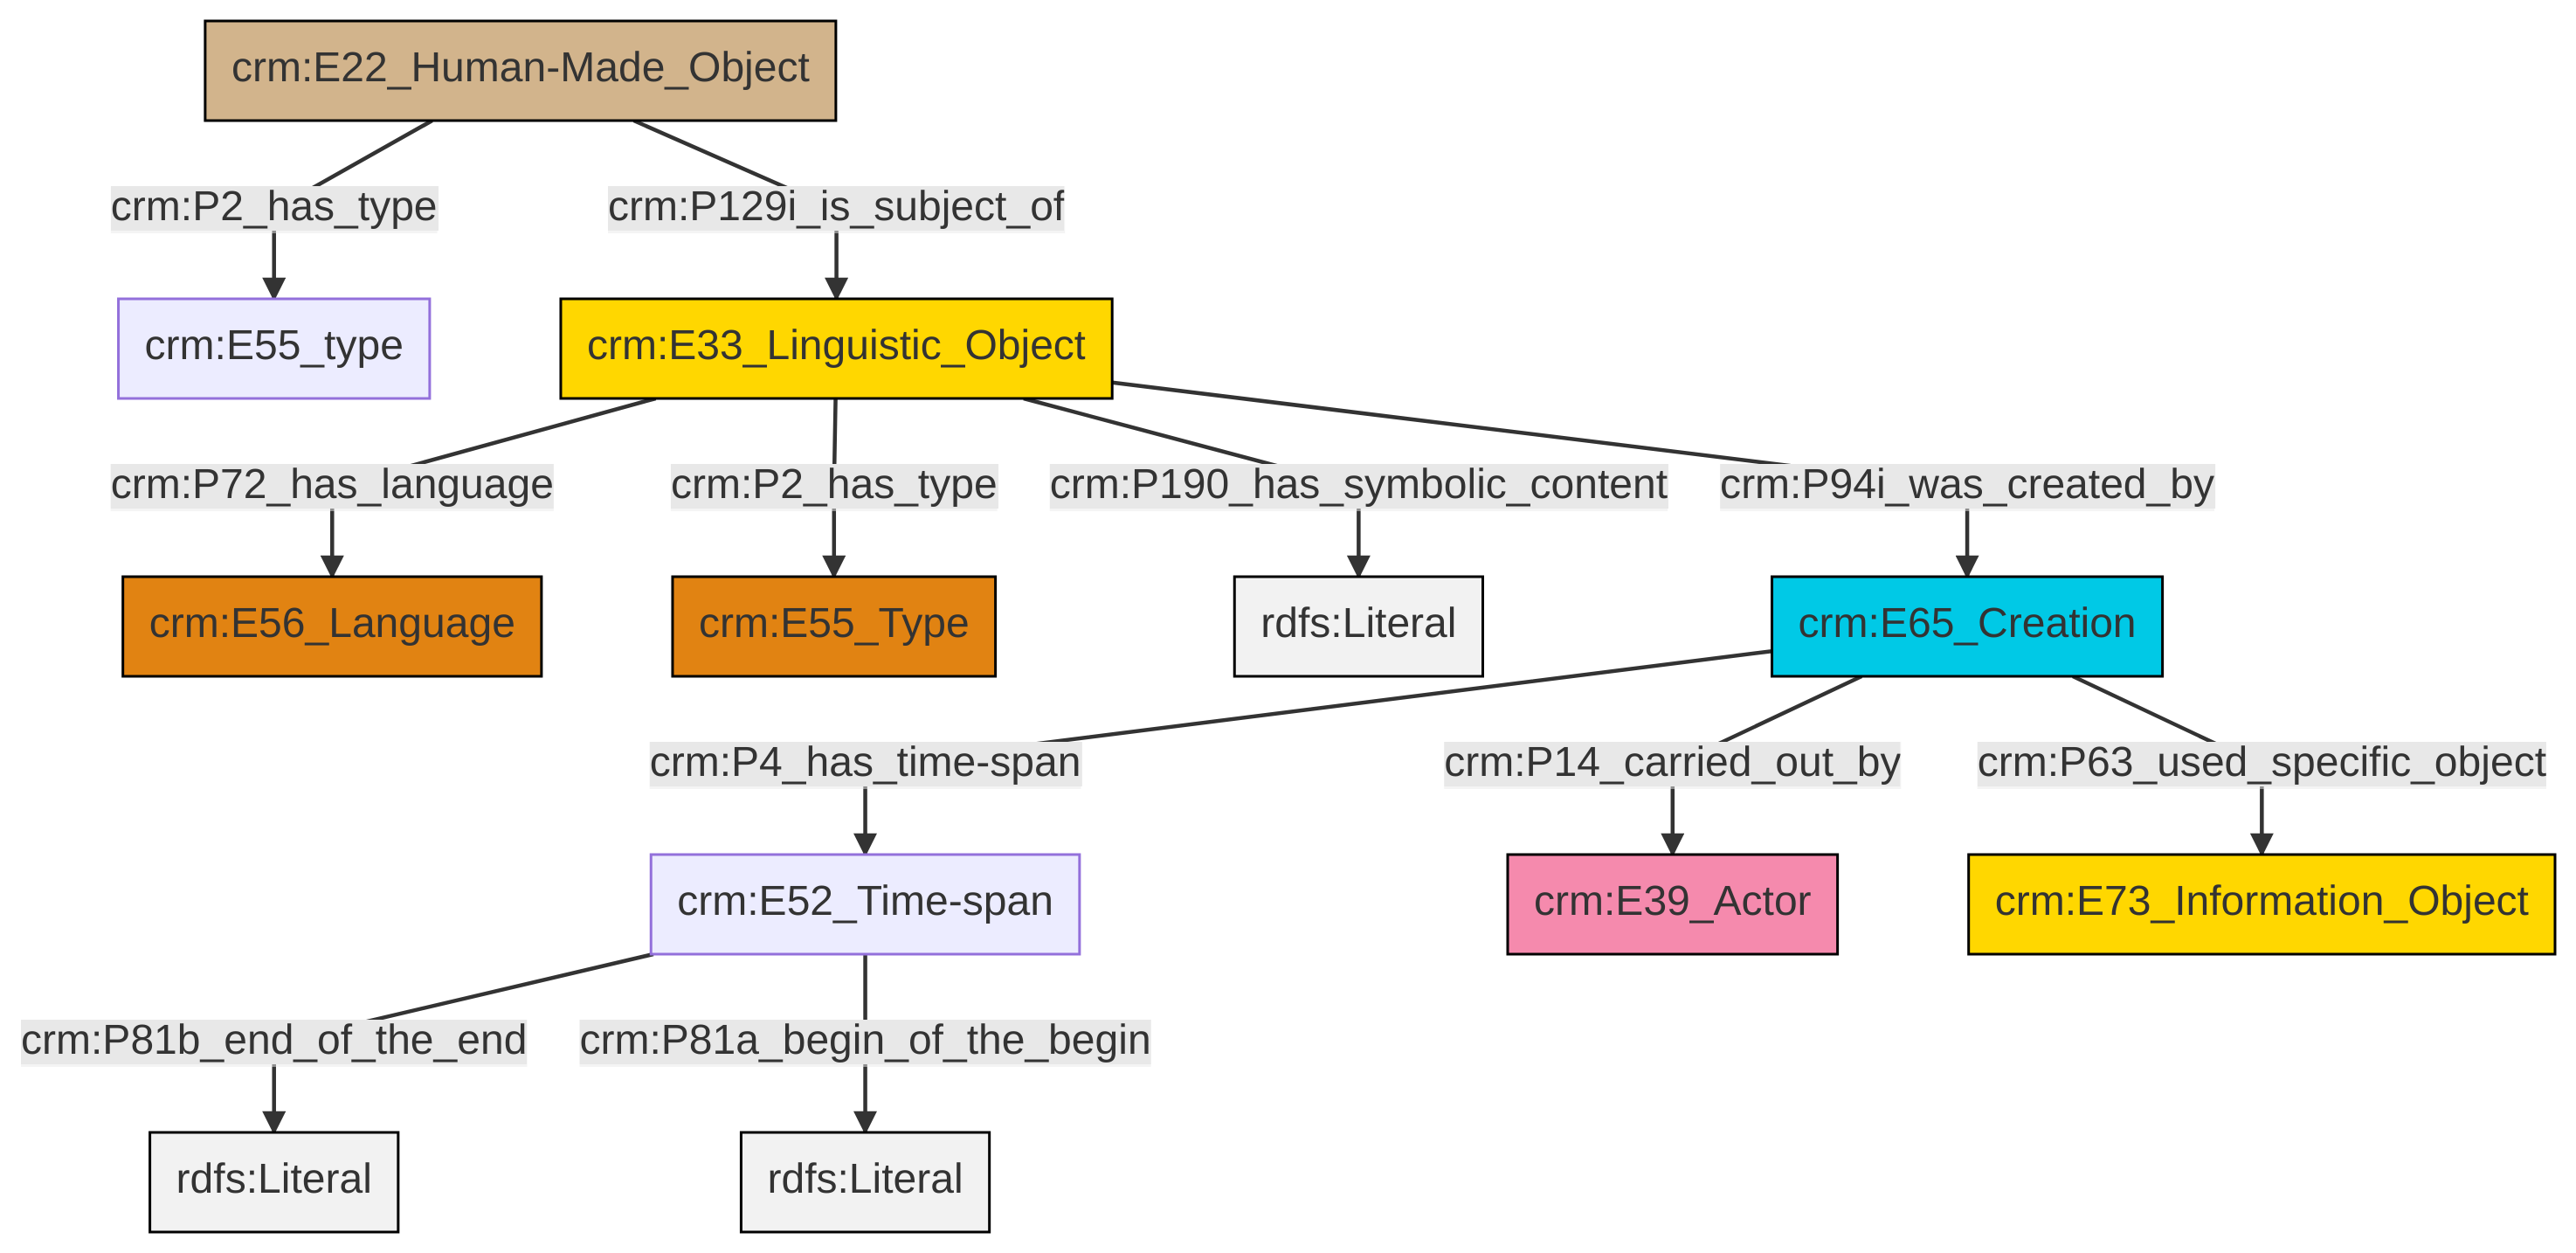 crm:E22_Human-Made_Object
crm:P2_has_type
crm:P129i_is_subject_of
crm:E55_type
crm:E33_Linguistic_Object
crm:P72_has_language
crm:P2_has_type
crm:P190_has_symbolic_content
crm:P94i_was_created_by
crm:E56_Language
crm:E55_Type
rdfs:Literal
crm:E65_Creation
crm:P4_has_time-span
crm:P14_carried_out_by
crm:P63_used_specific_object
crm:E52_Time-span
crm:E39_Actor
crm:E73_Information_Object
crm:P81b_end_of_the_end
crm:P81a_begin_of_the_begin
rdfs:Literal
rdfs:Literal